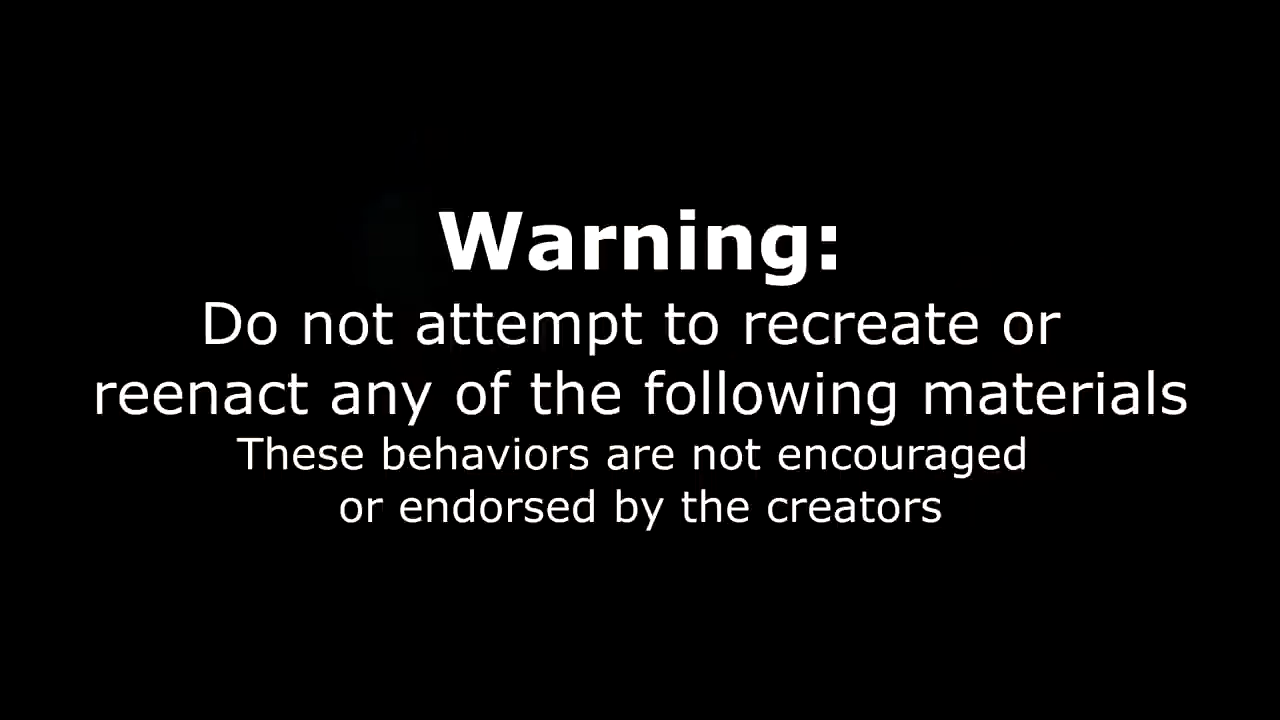 Warning:
Do not attempt to recreate or
reenact any of the following materials
These behaviors are not encouraged
or endorsed by the creators